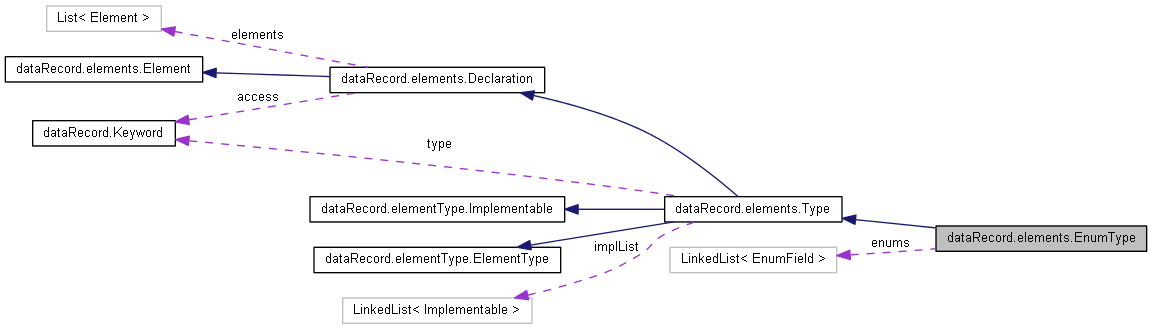 List< Element >
elements
dataRecord.elements.Element
dataRecord.elements.Declaration
access
dataRecord.Keyword
type
dataRecord.elementType.Implementable
dataRecord.elements.Type
dataRecord.elements.EnumType
enums
implList
dataRecord.elementType.ElementType
LinkedList< EnumField >
LinkedList< Implementable >